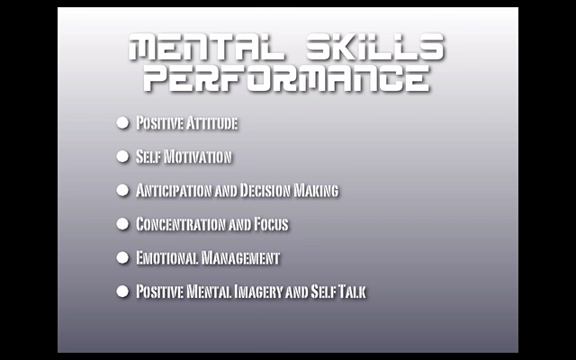 MENTAL SKILLS
PERFORMANCE
POSITIVE ATTITUDE
SELF MOTIVATION
ANTICIPATION AND DECISION MAKING
CONCENTRATION AND FOCUS
EMOTIONAL MANAGEMENT
POSITIVE MENTAL IMAGERY AND SELF TALK